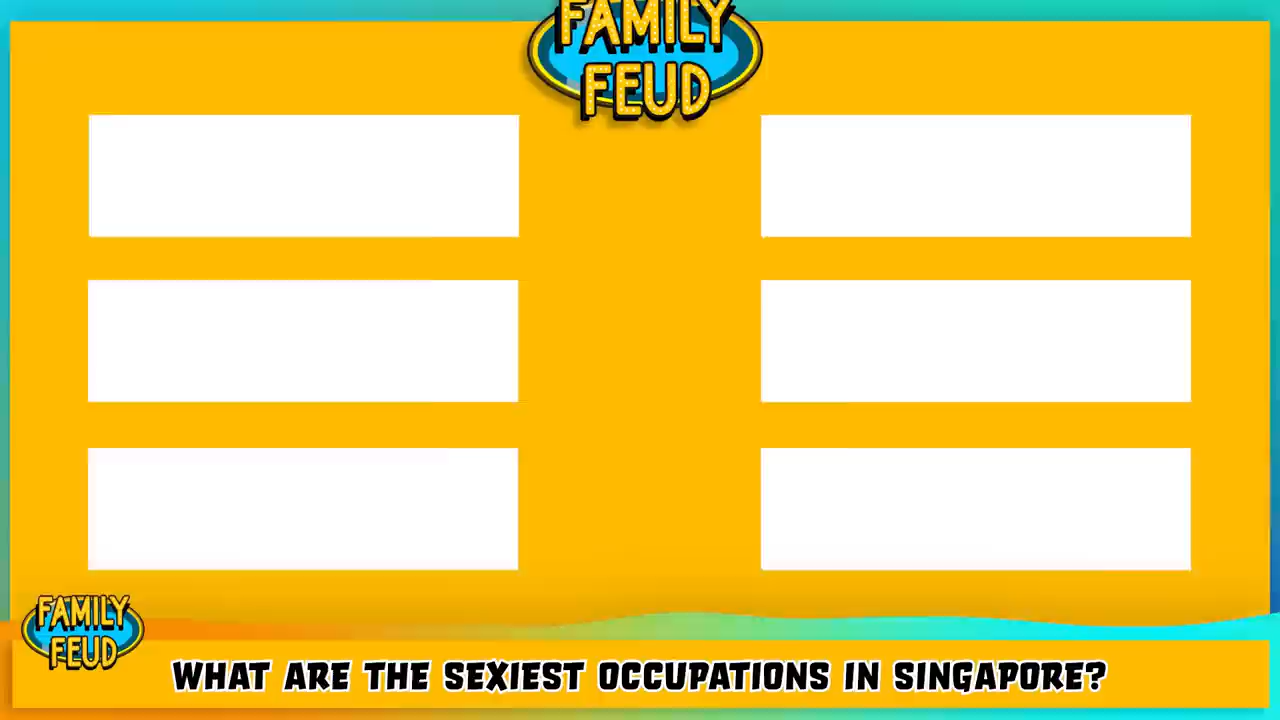 FAMILY
FEUD
FAMILY
FEUD
WHAT ARE THE SEXIEST OCCUPATIONS IN SINGAPORE?